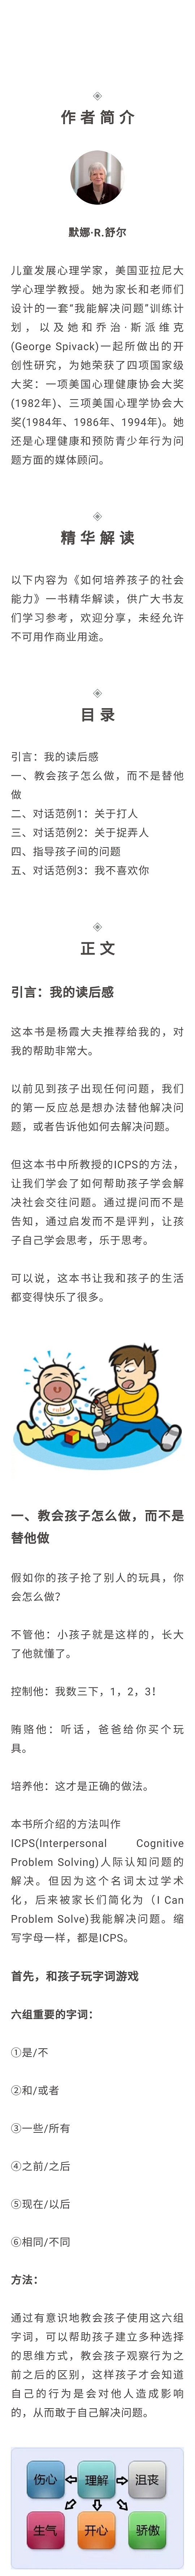 作者简介
默娜·R.舒尔
儿童发展心理学家，美国亚拉尼大
学心理学教授。她为家长和老师们
设计的一套“我能解决问题”训练计
划，以及她和乔治·斯派维克
(George Spivack)一起所做出的开
创性研究，为她荣获了四项国家级
大奖：一项美国心理健康协会大奖
(1982年)、三项美国心理学协会大
奖(1984年、1986年、1994年)。她
还是心理健康和预防青少年行为问
题方面的媒体顾问。
精华解读
以下内容为《如何培养孩子的社会
能力》一书精华解读，供广大书友
们学习参考，欢迎分享，未经允许
不可用作商业用途。
目录
引言：我的读后感
一、教会孩子怎么做，而不是替他
做
二、对话范例1：关于打人
三、对话范例2：关于捉弄人
四、指导孩子间的问题
五、对话范例3：我不喜欢你
正文
引言：我的读后感
这本书是杨霞大夫推荐给我的，对
我的帮助非常大。
以前见到孩子出现任何问题，我们
的第一反应总是想办法替他解决问
题，或者告诉他如何去解决问题。
但这本书中所教授的ICPS的方法，
让我们学会了如何帮助孩子学会解
决社会交往问题。通过提问而不是
告知，通过启发而不是评判，让孩
子自己学会思考，乐于思考。
可以说，这本书让我和孩子的生活
都变得快乐了很多。
一、教会孩子怎么做，而不是
替他做
假如你的孩子抢了别人的玩具，你
会怎么做？
不管他：小孩子就是这样的，长大
了他就懂了。
控制他：我数三下，1，2，3！
贿赂他：听话，爸爸给你买个玩
具。
培养他：这才是正确的做法。
本书所介绍的方法叫作
ICPS(Interpersonal Cognitive
Problem Solving)人际认知问题的
解决。但因为这个名词太过学术
化，后来被家长们简化为（I Can
Problem Solve)我能解决问题。缩
写字母一样，都是ICPS。
首先，和孩子玩字词游戏
六组重要的字词：
①是/不
②和/或者
③一些/所有
④之前/之后
⑤现在/以后
⑥相同/不同
方法：
通过有意识地教会孩子使用这六组
字词，可以帮助孩子建立多种选择
的思维方式，教会孩子观察行为之
前之后的区别，这样孩子才会知道
自己的行为是会对他人造成影响
的，从而敢于自己解决问题。
伤心 理解 沮丧
生气 开心 骄傲